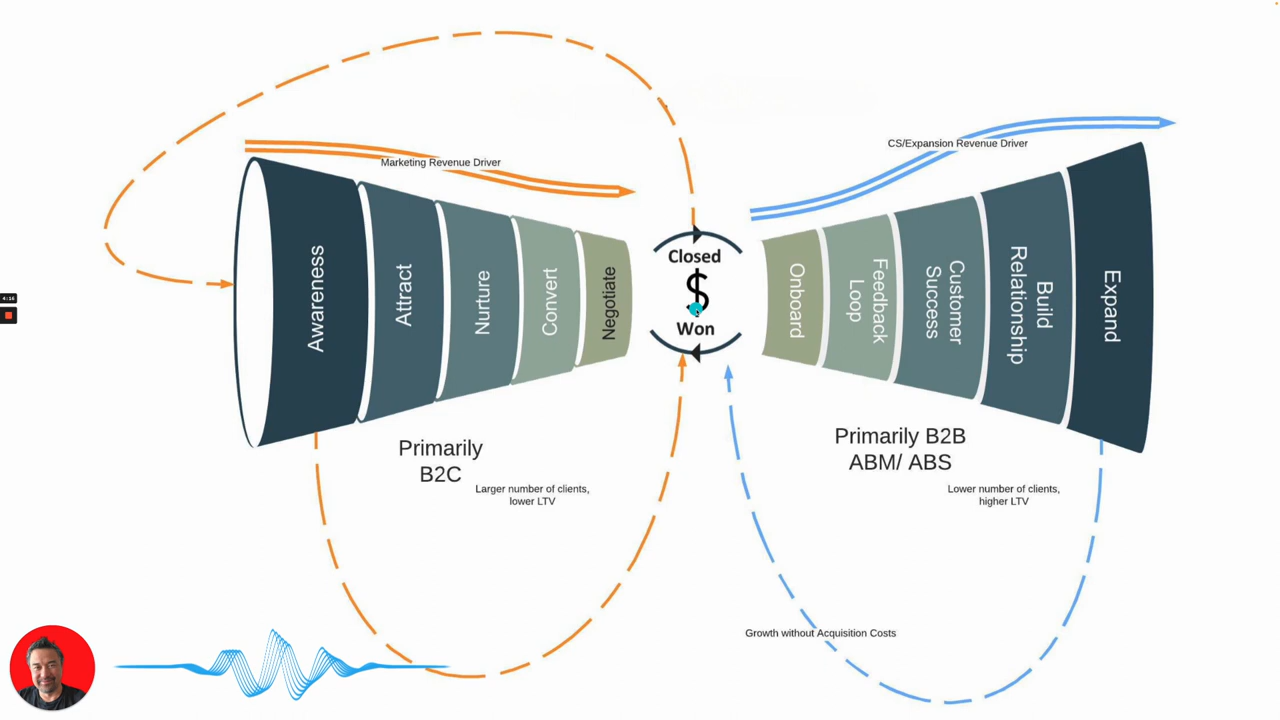 Marketing Revenue Driver
CS/Expansion Revenue Driver
Awareness
Attract
Nurture
Convert
Negotiate
Closed
$
Won
Onboard
Feedback
Loop
Customer
Success
Build
Relationship
Expand
Primarily
B2C
Larger number of clients,
lower LTV
Primarily B2B
ABM/ ABS
Lower number of clients,
higher LTV
Growth without Acquisition Costs
4:16